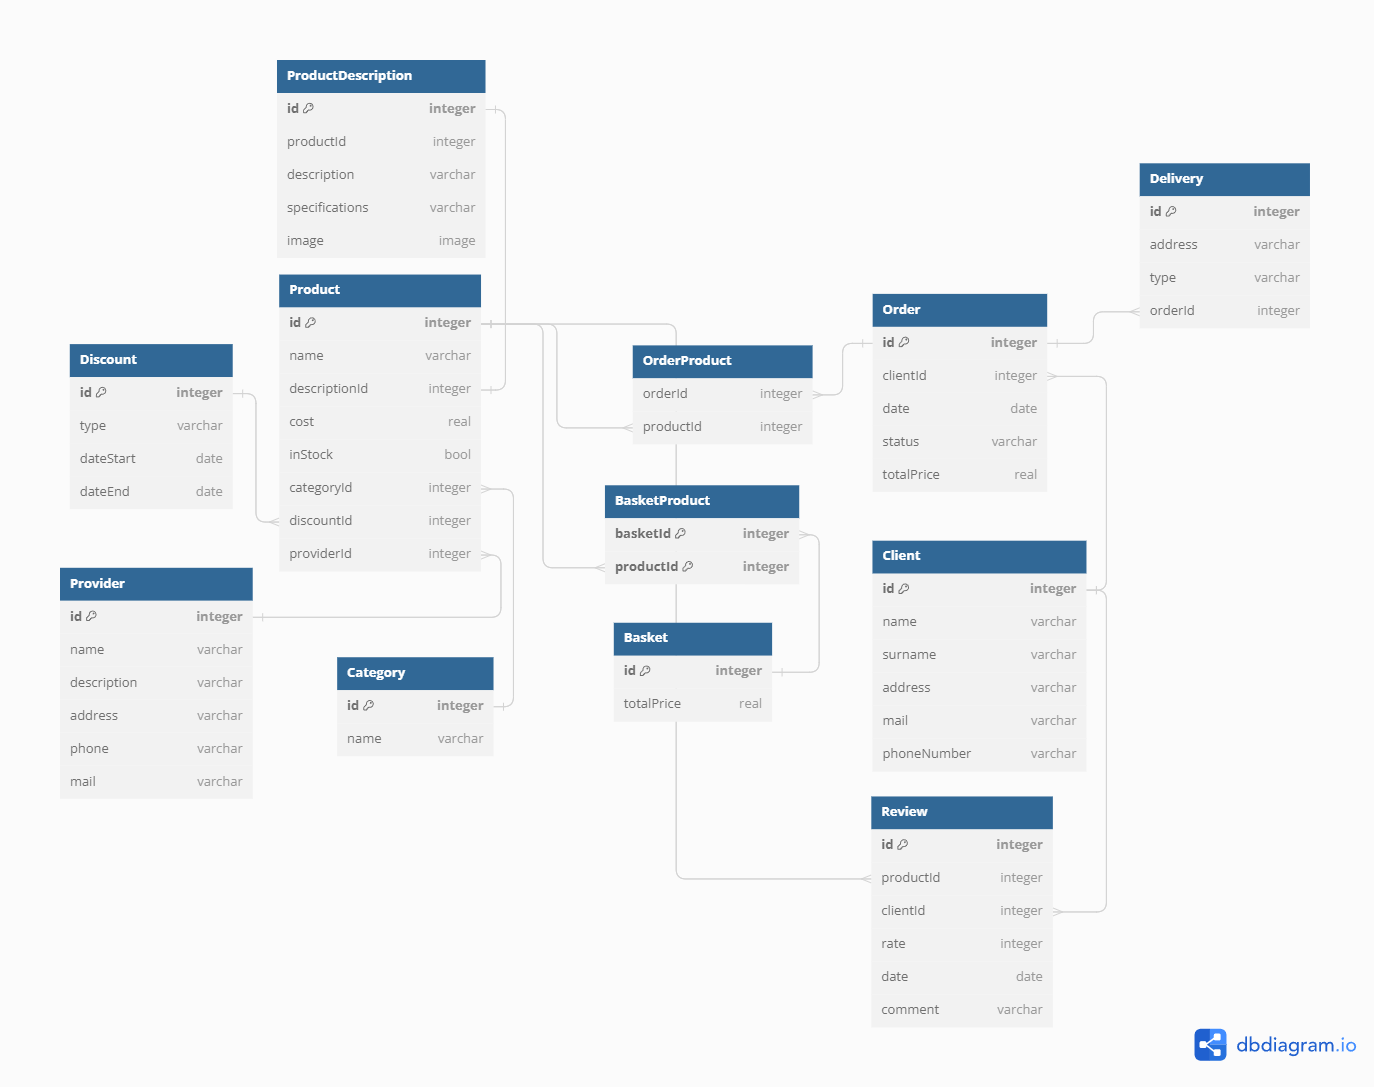 ProductDescription
id integer
productId integer
description varchar
specifications varchar
image image
Product
id integer
name varchar
descriptionId integer
cost real
inStock bool
categoryId integer
discountId integer
providerId integer
Discount
id integer
type varchar
dateStart date
dateEnd date
Provider
id integer
name varchar
description varchar
address varchar
phone varchar
mail varchar
Category
id integer
name varchar
OrderProduct
orderId integer
productId integer
BasketProduct
basketId integer
productId integer
Basket
id integer
totalPrice real
Order
id integer
clientId integer
date date
status varchar
totalPrice real
Delivery
id integer
address varchar
type varchar
orderId integer
Client
id integer
name varchar
surname varchar
address varchar
mail varchar
phoneNumber varchar
Review
id integer
productId integer
clientId integer
rate integer
date date
comment varchar
dbdiagram.io